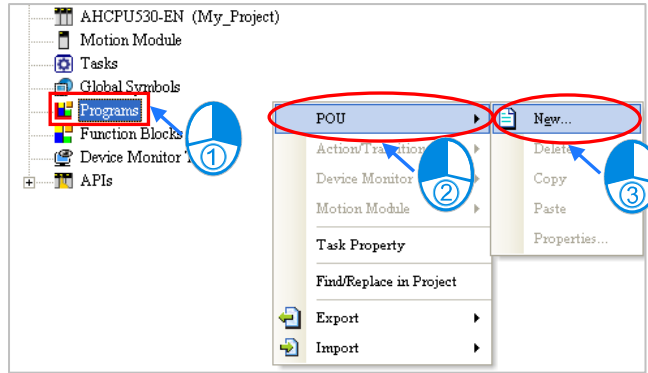 AHCPU530-EN (My_Project)
Motion Module
Tasks
Global Symbols
Programs
Function Blocks
Device Monitor
APIs
①
POU
Action/Transition
Device Monitor
Motion Module
Task Property
Find/Replace in Project
Export
Import
②
New...
Delete
Copy
Paste
Properties...
③